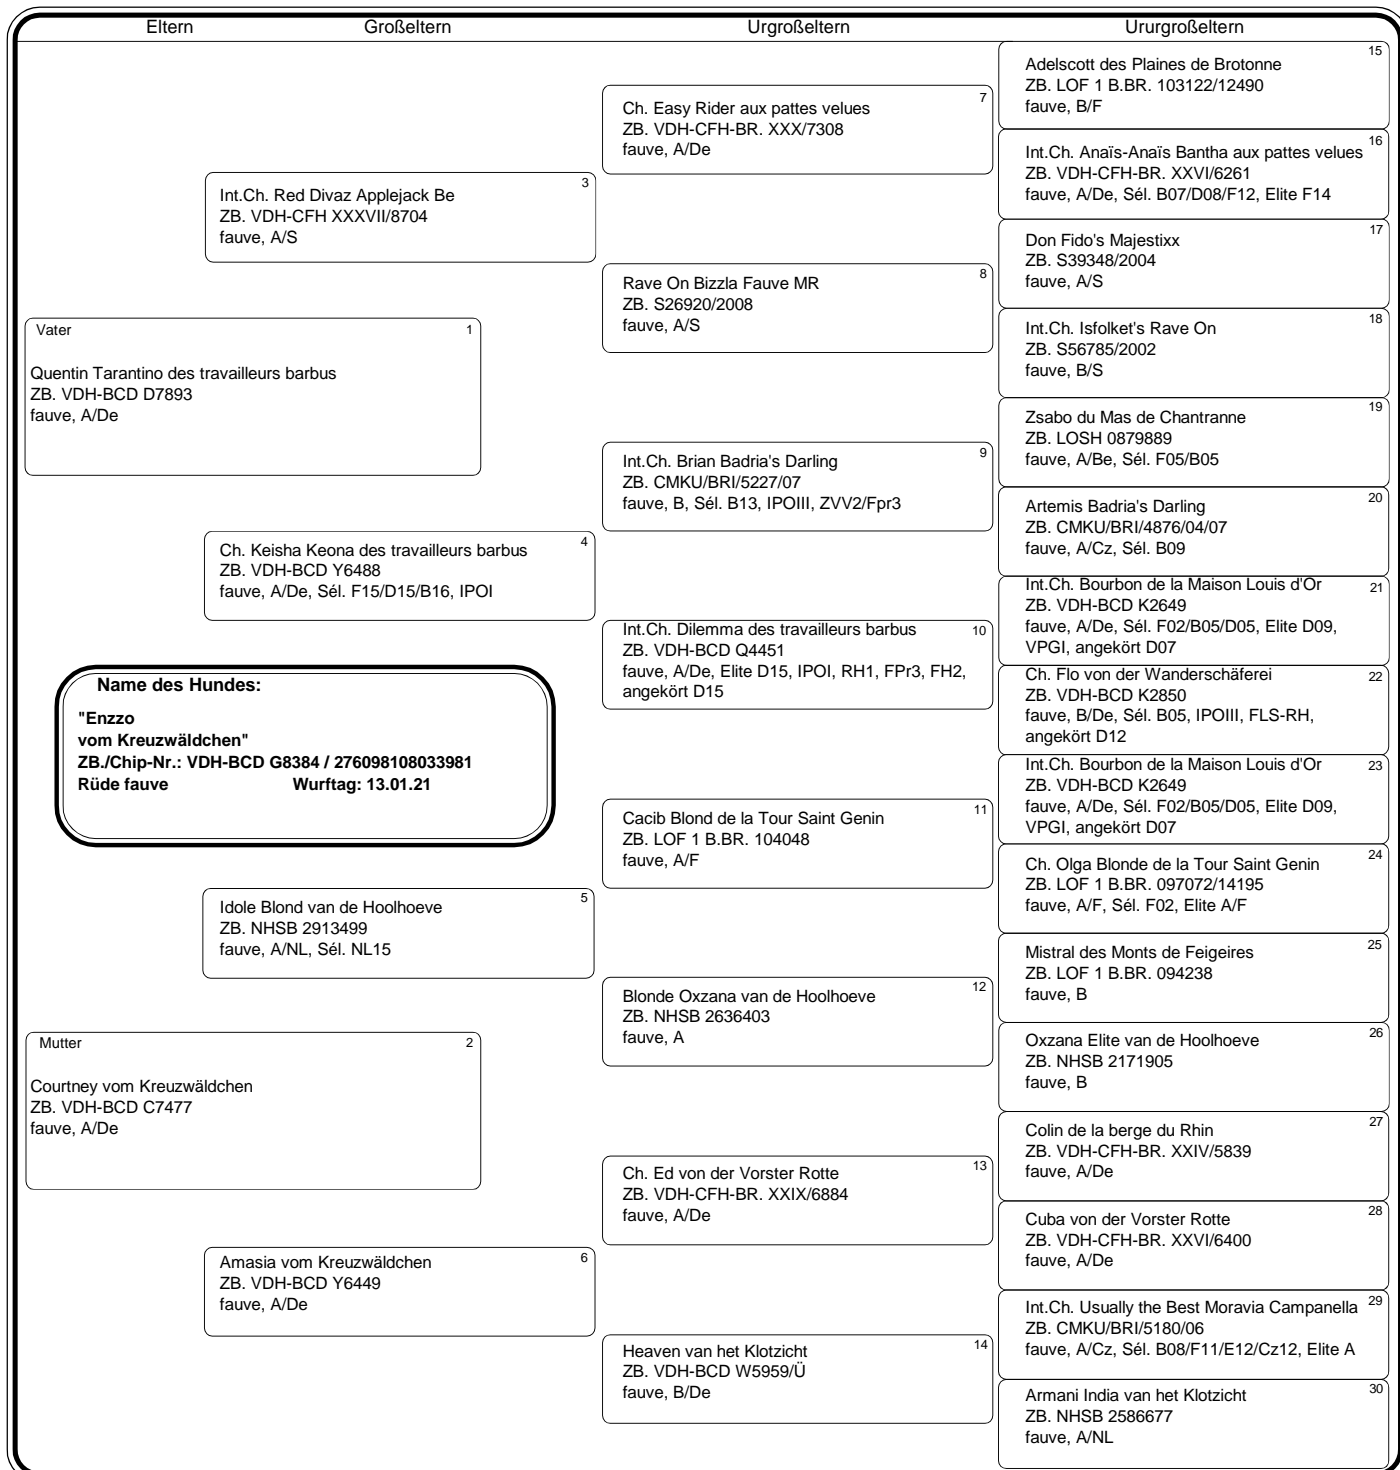 Eltern Großeltern Urgroßeltern Ururgroßeltern
Vater 1
Quentin Tarantino des travailleurs barbus
ZB. VDH-BCD D7893
fauve, A/De
Name des Hundes:
"Enzzo
vom Kreuzwäldchen"
ZB./Chip-Nr.: VDH-BCD G8384 / 276098108033981
Rüde fauve Wurftag: 13.01.21
Mutter 2
Courtney vom Kreuzwäldchen
ZB. VDH-BCD C7477
fauve, A/De
3
Int.Ch. Red Divaz Applejack Be
ZB. VDH-CFH XXXVII/8704
fauve, A/S
4
Ch. Keisha Keona des travailleurs barbus
ZB. VDH-BCD Y6488
fauve, A/De, Sél. F15/D15/B16, IPOI
5
Idole Blond van de Hoolhoeve
ZB. NHSB 2913499
fauve, A/NL, Sél. NL15
6
Amasia vom Kreuzwäldchen
ZB. VDH-BCD Y6449
fauve, A/De
7
Ch. Easy Rider aux pattes velues
ZB. VDH-CFH-BR. XXX/7308
fauve, A/De
8
Rave On Bizzla Fauve MR
ZB. S26920/2008
fauve, A/S
9
Int.Ch. Brian Badria's Darling
ZB. CMKU/BRI/5227/07
fauve, B, Sél. B13, IPOIII, ZVV2/Fpr3
Int.Ch. Dilemma des travailleurs barbus 10
ZB. VDH-BCD Q4451
fauve, A/De, Elite D15, IPOI, RH1, FPr3, FH2,
angekört D15
11
Cacib Blond de la Tour Saint Genin
ZB. LOF 1 B.BR. 104048
fauve, A/F
12
Blonde Oxzana van de Hoolhoeve
ZB. NHSB 2636403
fauve, A
13
Ch. Ed von der Vorster Rotte
ZB. VDH-CFH-BR. XXIX/6884
fauve, A/De
14
Heaven van het Klotzicht
ZB. VDH-BCD W5959/Ü
fauve, B/De
15
Adelscott des Plaines de Brotonne
ZB. LOF 1 B.BR. 103122/12490
fauve, B/F
16
Int.Ch. Anaïs-Anaïs Bantha aux pattes velues
ZB. VDH-CFH-BR. XXVI/6261
fauve, A/De, Sél. B07/D08/F12, Elite F14
17
Don Fido's Majestixx
ZB. S39348/2004
fauve, A/S
18
Int.Ch. Isfolket's Rave On
ZB. S56785/2002
fauve, B/S
19
Zsabo du Mas de Chantranne
ZB. LOSH 0879889
fauve, A/Be, Sél. F05/B05
20
Artemis Badria's Darling
ZB. CMKU/BRI/4876/04/07
fauve, A/Cz, Sél. B09
Int.Ch. Bourbon de la Maison Louis d'Or 21
ZB. VDH-BCD K2649
fauve, A/De, Sél. F02/B05/D05, Elite D09,
VPGI, angekört D07
Ch. Flo von der Wanderschäferei 22
ZB. VDH-BCD K2850
fauve, B/De, Sél. B05, IPOIII, FLS-RH,
angekört D12
Int.Ch. Bourbon de la Maison Louis d'Or 23
ZB. VDH-BCD K2649
fauve, A/De, Sél. F02/B05/D05, Elite D09,
VPGI, angekört D07
24
Ch. Olga Blonde de la Tour Saint Genin
ZB. LOF 1 B.BR. 097072/14195
fauve, A/F, Sél. F02, Elite A/F
25
Mistral des Monts de Feigeires
ZB. LOF 1 B.BR. 094238
fauve, B
26
Oxzana Elite van de Hoolhoeve
ZB. NHSB 2171905
fauve, B
27
Colin de la berge du Rhin
ZB. VDH-CFH-BR. XXIV/5839
fauve, A/De
28
Cuba von der Vorster Rotte
ZB. VDH-CFH-BR. XXVI/6400
fauve, A/De
29
Int.Ch. Usually the Best Moravia Campanella
ZB. CMKU/BRI/5180/06
fauve, A/Cz, Sél. B08/F11/E12/Cz12, Elite A
30
Armani India van het Klotzicht
ZB. NHSB 2586677
fauve, A/NL